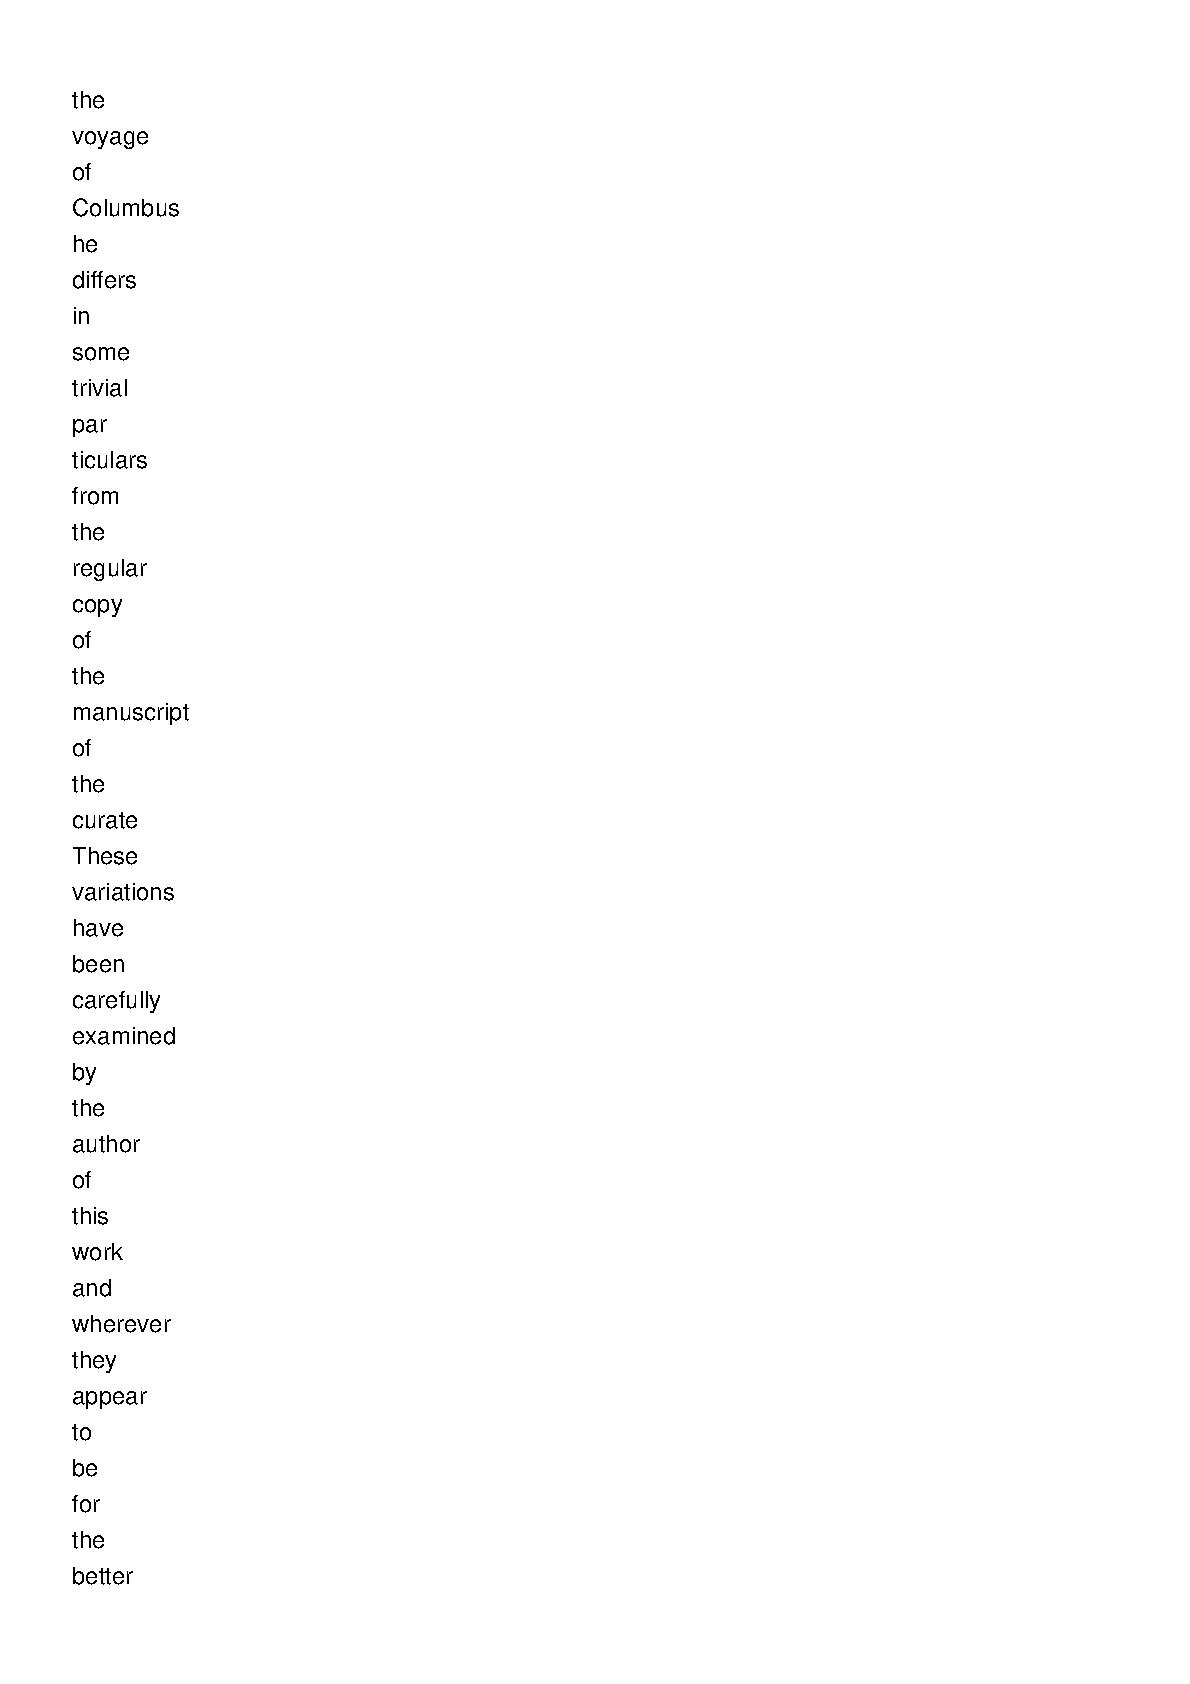 the
voyage
of
Columbus
he
differs
in
some
trivial
par
ticulars
from
the
regular
copy
of
the
manuscript
of
the
curate
These
variations
have
been
carefully
examined
by
the
author
of
this
work
and
wherever
they
appear
to
be
for
the
better